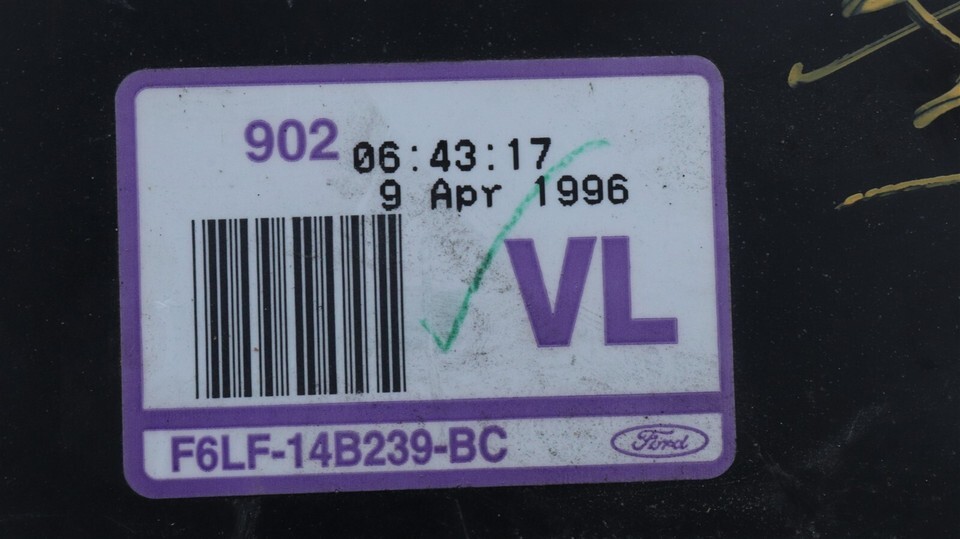 902 06:43:17
9 Apr 1996
VL
F6LF-14B239-BC
Ford